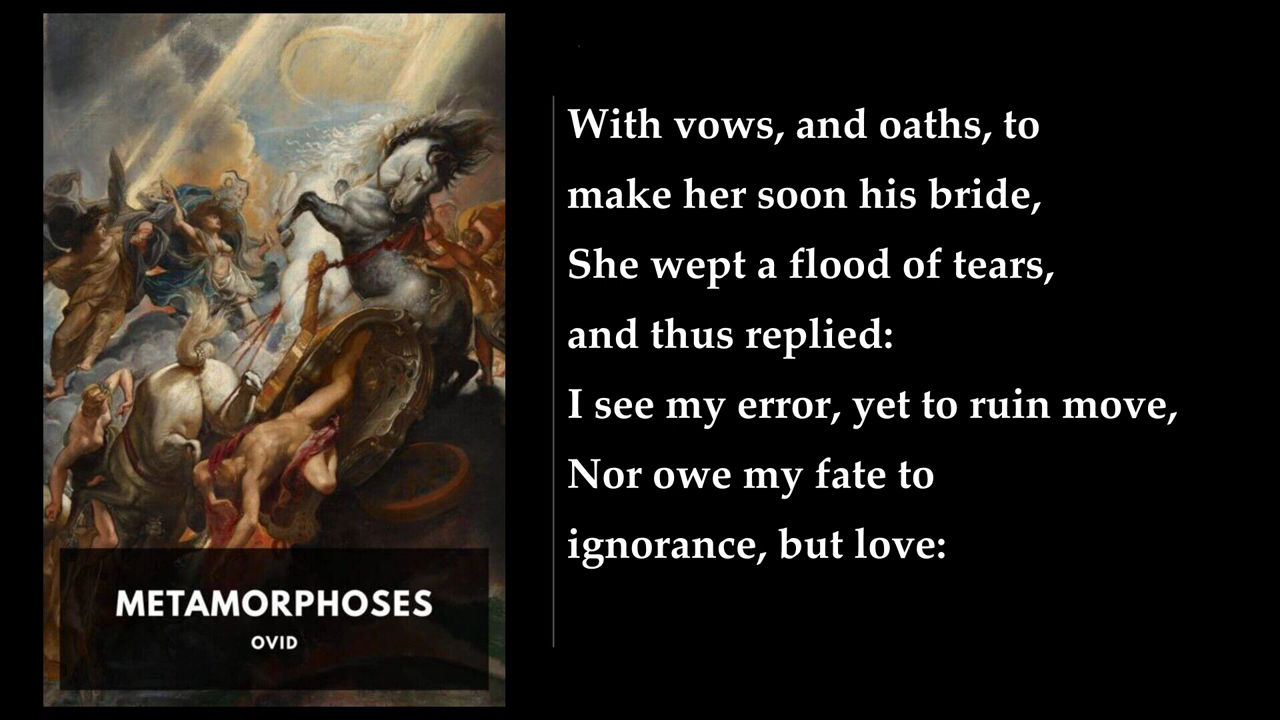 METAMORPHOSES
OVID
With vows, and oaths, to
make her soon his bride,
She wept a flood of tears,
and thus replied:
I see my error, yet to ruin move,
Nor owe my fate to
ignorance, but love: